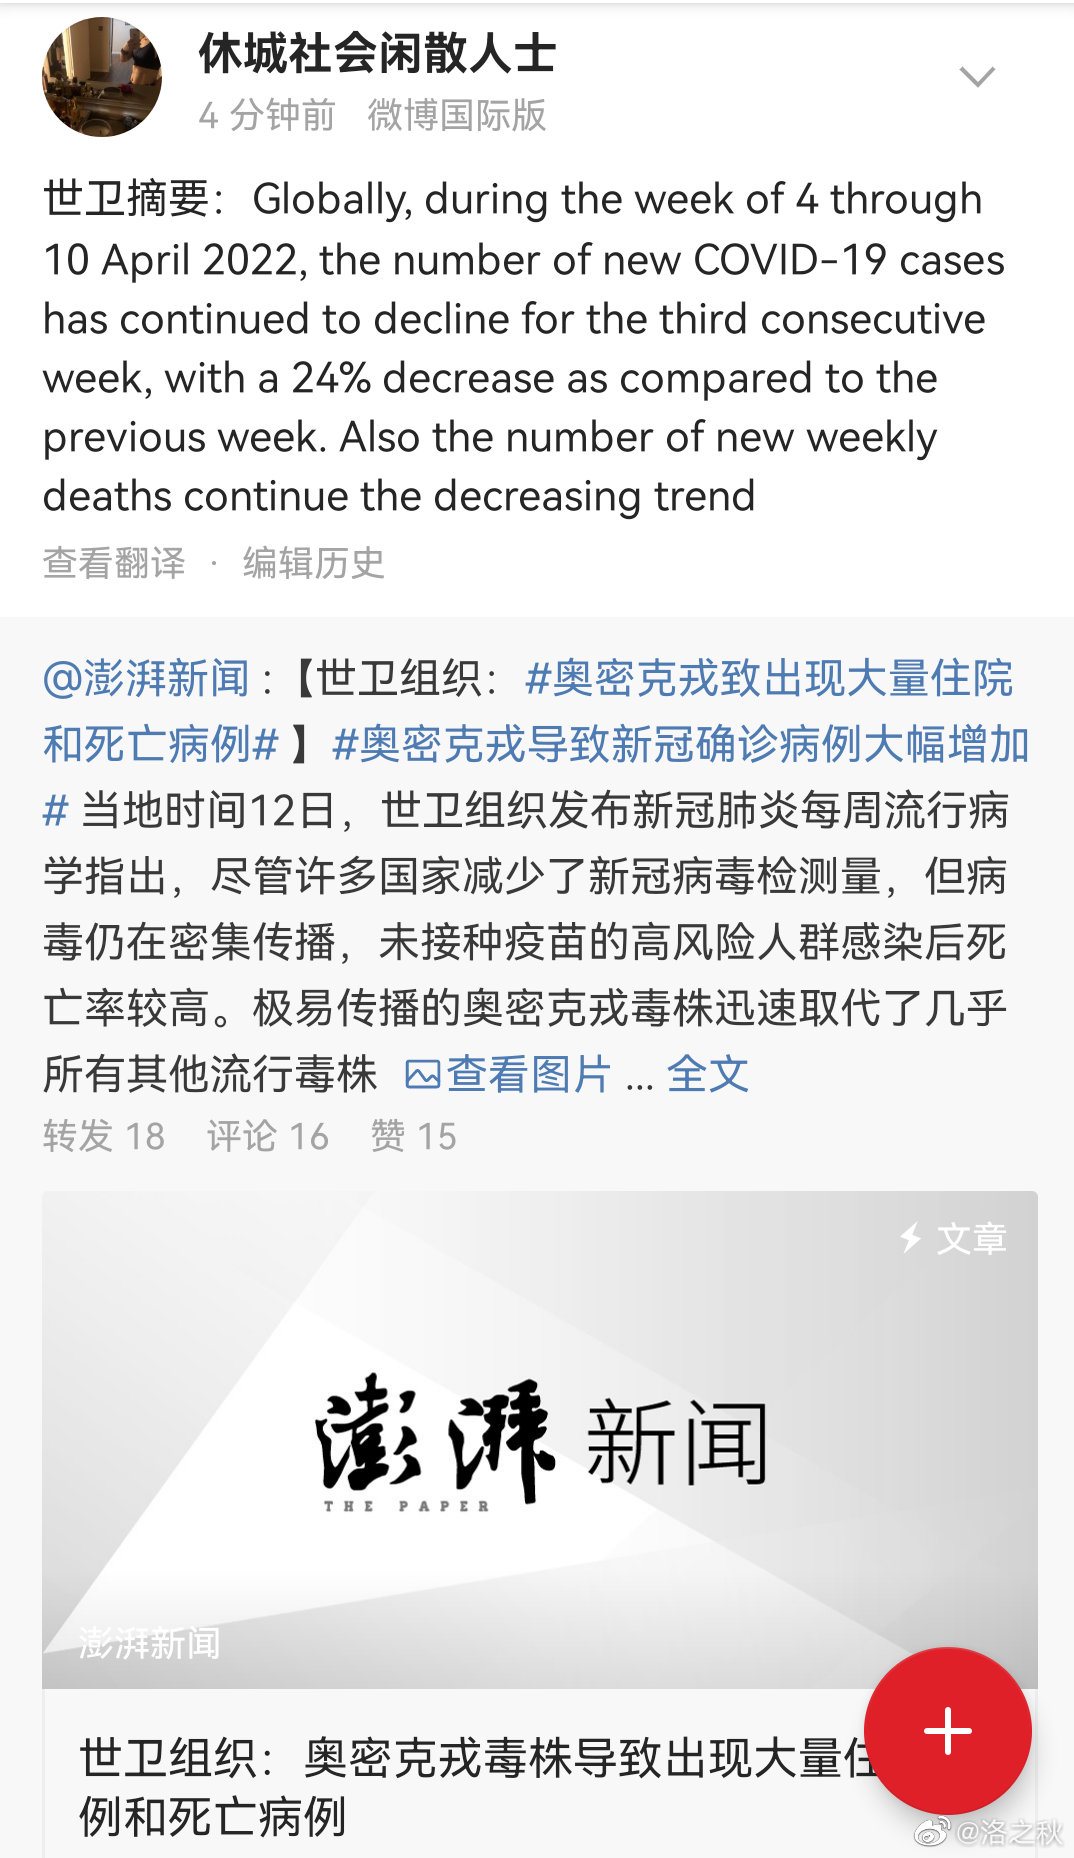 休城社会闲散人士
4 分钟前 微博国际版
世卫摘要：Globally, during the week of 4 through
10 April 2022, the number of new COVID-19 cases
has continued to decline for the third consecutive
week, with a 24% decrease as compared to the
previous week. Also the number of new weekly
deaths continue the decreasing trend
查看翻译 · 编辑历史
@澎湃新闻 :【世卫组织：#奥密克戎致出现大量住院
和死亡病例# 】#奥密克戎导致新冠确诊病例大幅增加
# 当地时间12日，世卫组织发布新冠肺炎每周流行病
学指出，尽管许多国家减少了新冠病毒检测量，但病
毒仍在密集传播，未接种疫苗的高风险人群感染后死
亡率较高。极易传播的奥密克戎毒株迅速取代了几乎
所有其他流行毒株 查看图片 ... 全文
转发 18 评论 16 赞 15
文章
澎湃新闻
THE PAPER
澎湃新闻
世卫组织：奥密克戎毒株导致出现大量住
例和死亡病例
@洛之秋